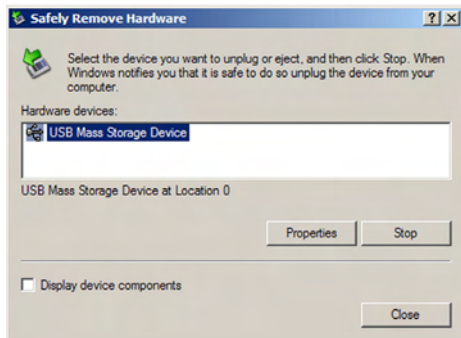 Safely Remove Hardware
Select the device you want to unplug or eject, and then click Stop. When
Windows notifies you that it is safe to do so unplug the device from your
computer.
Hardware devices:
USB Mass Storage Device
USB Mass Storage Device at Location 0
Properties
Stop
Display device components
Close